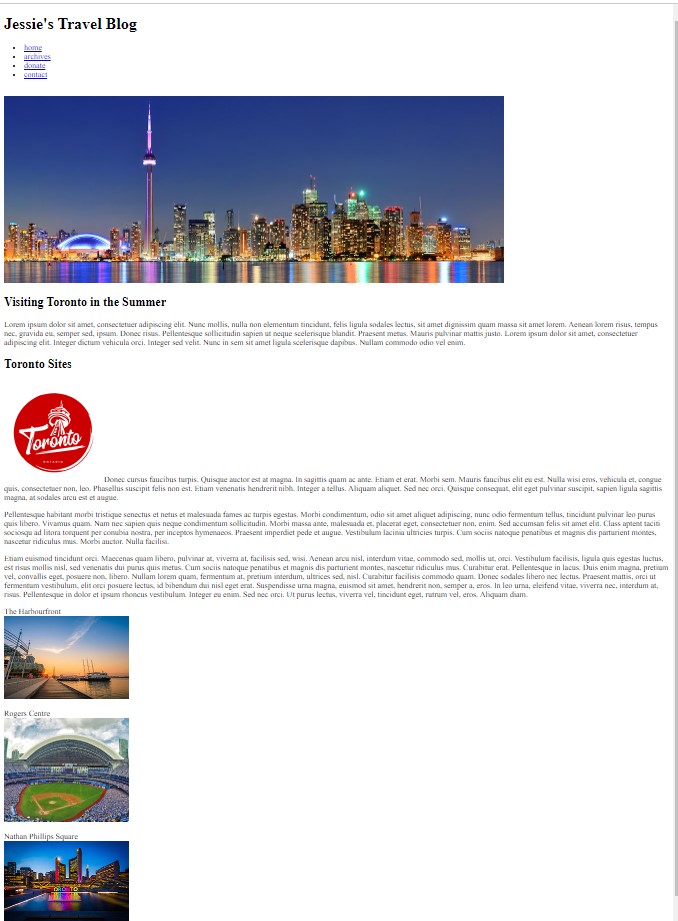 Jessie's Travel Blog
home
archives
donate
contact
Visiting Toronto in the Summer
Lorem ipsum dolor sit amet, consectetuer adipiscing elit. Nunc mollis, nulla non elementum tincidunt, felis ligula sodales lectus, sit amet dignissim quam massa sit amet lorem. Aenean lorem risus, tempus
nec, gravida eu, semper sed, ipsum. Donec risus. Pellentesque sollicitudin sapien ut neque scelerisque blandit. Praesent metus. Mauris pulvinar mattis justo. Lorem ipsum dolor sit amet, consectetuer
adipiscing elit. Integer dictum vehicula orci. Integer sed velit. Nunc in sem sit amet ligula scelerisque dapibus. Nullam commodo odio vel enim.
Toronto Sites
Toronto
Donec cursus faucibus turpis. Quisque auctor est at magna. In sagittis quam ac ante. Etiam et erat. Morbi sem. Mauris faucibus elit eu est. Nulla wisi eros, vehicula et, congue
quis, consectetuer non, leo. Phasellus suscipit felis non est. Etiam venenatis hendrerit nibh. Integer a tellus. Aliquam aliquet. Sed nec orci. Quisque consequat, elit eget pulvinar suscipit, sapien ligula sagittis
magna, at sodales arcu est et augue.
Pellentesque habitant morbi tristique senectus et netus et malesuada fames ac turpis egestas. Morbi condimentum, odio sit amet aliquet adipiscing, nunc odio fermentum tellus, tincidunt pulvinar leo purus
quis libero. Vivamus quam. Nam nec sapien quis neque condimentum sollicitudin. Morbi massa ante, malesuada et, placerat eget, consectetuer non, enim. Sed accumsan felis sit amet elit. Class aptent taciti
sociosqu ad litora torquent per conubia nostra, per inceptos hymenaeos. Praesent imperdiet pede et augue. Vestibulum lacinia ultricies turpis. Cum sociis natoque penatibus et magnis dis parturient montes,
nascetur ridiculus mus. Morbi auctor. Nulla facilisi.
Etiam euismod tincidunt orci. Maecenas quam libero, pulvinar at, viverra at, facilisis sed, wisi. Aenean arcu nisl, interdum vitae, commodo sed, mollis ut, orci. Vestibulum facilisis, ligula quis egestas luctus,
est risus mollis nisl, sed venenatis dui purus quis metus. Cum sociis natoque penatibus et magnis dis parturient montes, nascetur ridiculus mus. Curabitur erat. Pellentesque in lacus. Duis enim magna, pretium
vel, convallis eget, posuere non, libero. Nullam lorem quam, fermentum at, pretium interdum, ultrices sed, nisl. Curabitur facilisis commodo quam. Donec sodales libero nec lectus. Praesent mattis, orci ut
fermentum vestibulum, elit orci posuere lectus, id bibendum dui nisl eget erat. Suspendisse urna magna, euismod sit amet, hendrerit non, semper a, eros. In leo urna, eleifend vitae, viverra nec, interdum at,
risus. Pellentesque in dolor et ipsum rhoncus vestibulum. Integer eu enim. Sed nec orci. Ut purus lectus, viverra vel, tincidunt eget, rutrum vel, eros. Aliquam diam.
The Harbourfront
Rogers Centre
Nathan Phillips Square
TORONTO